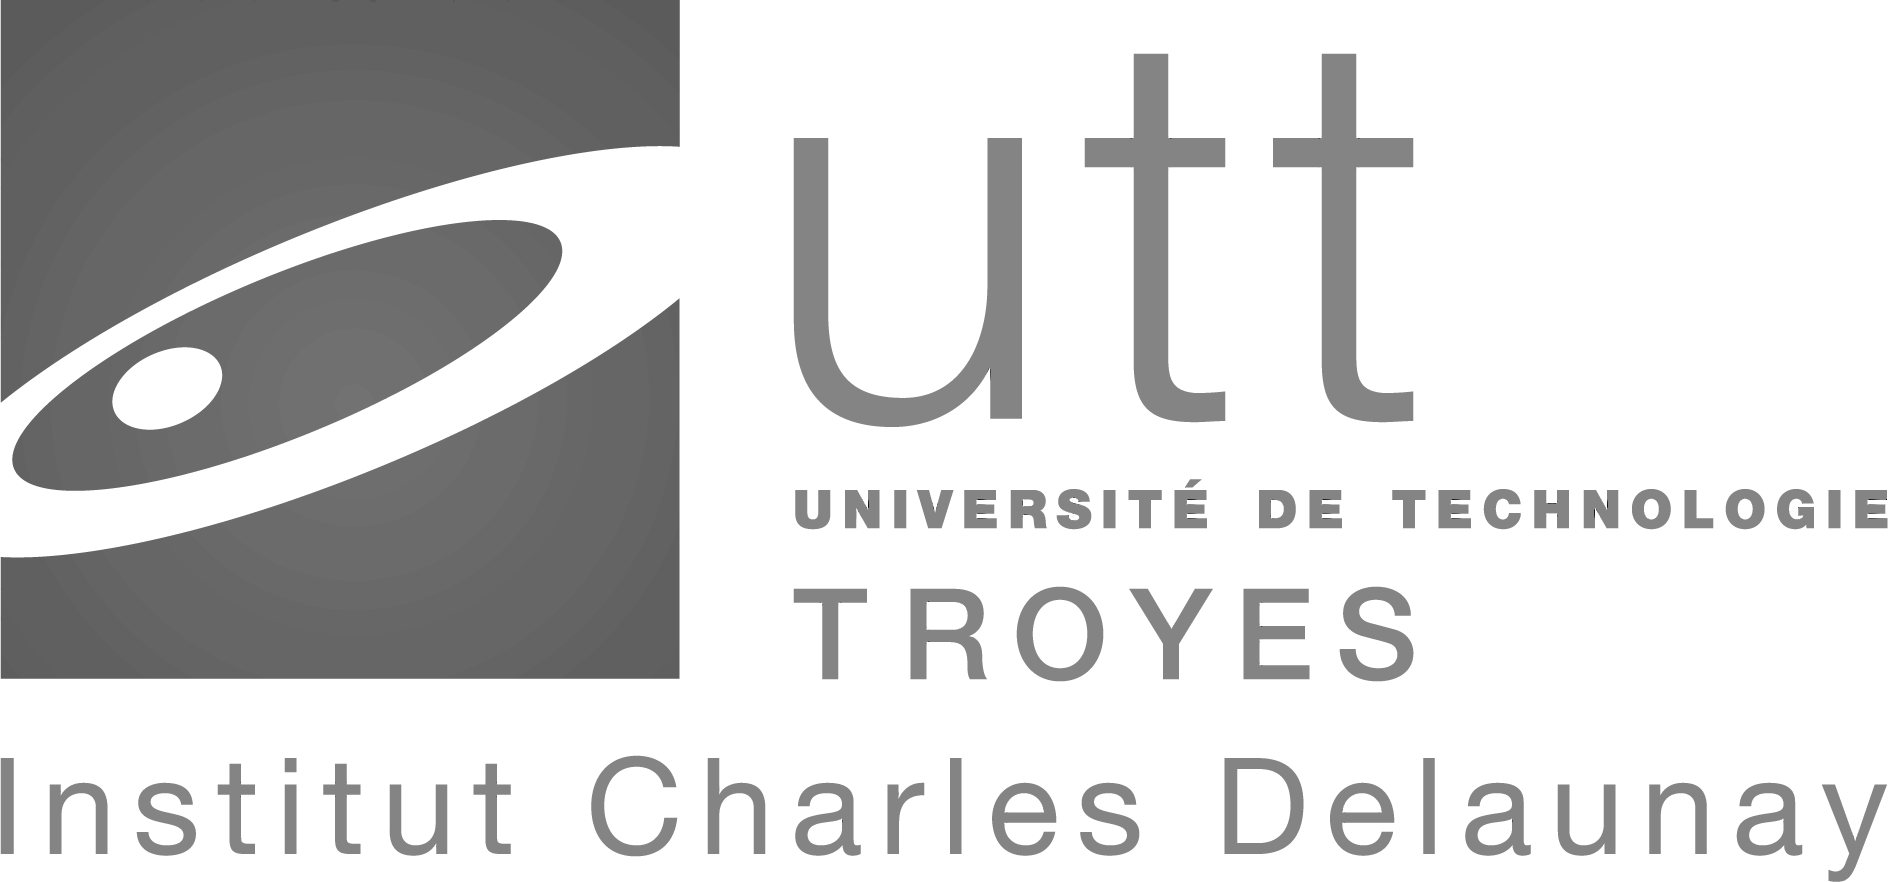 utt
UNIVERSITÉ DE TECHNOLOGIE
TROYES
Institut Charles Delaunay